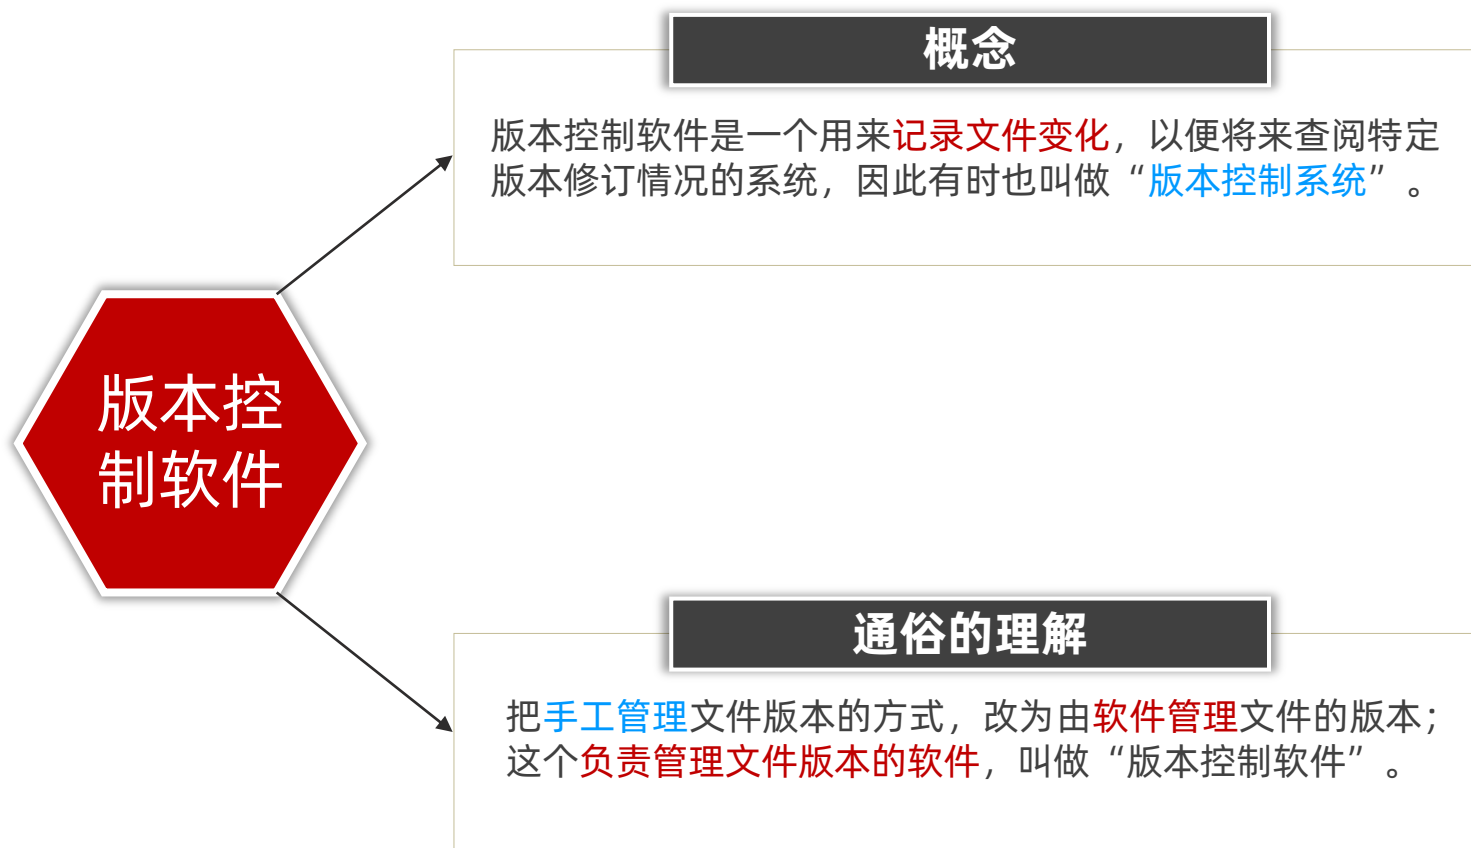 概念
版本控制软件是一个用来记录文件变化，以便将来查阅特定
版本修订情况的系统，因此有时也叫做“版本控制系统”。
版本控
制软件
通俗的理解
把手工管理文件版本的方式，改为由软件管理文件的版本；
这个负责管理文件版本的软件，叫做“版本控制软件”。